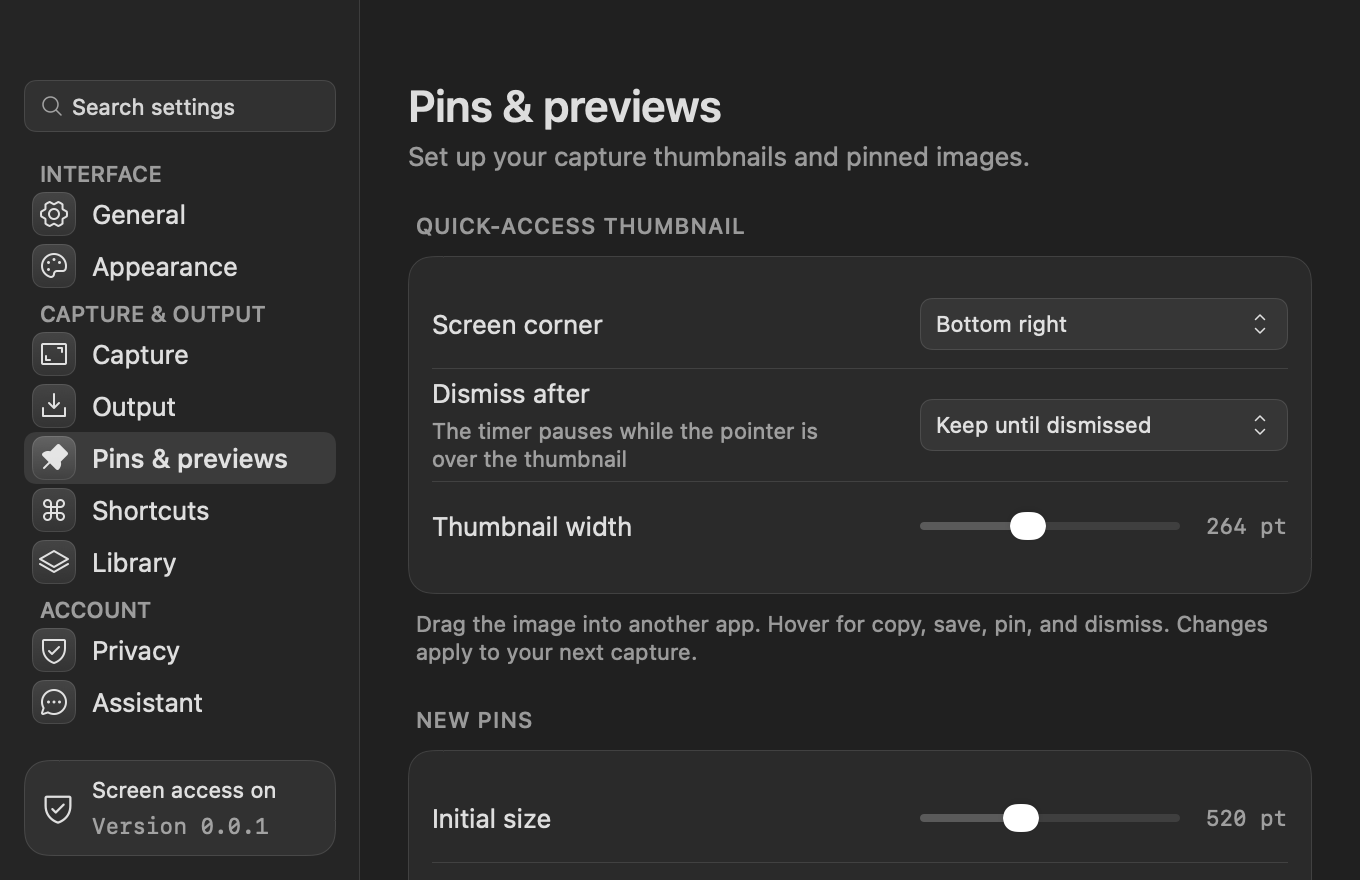 Search settings
INTERFACE
General
Appearance
CAPTURE & OUTPUT
Capture
Output
Pins & previews
Shortcuts
Library
ACCOUNT
Privacy
Assistant
Screen access on
Version 0.0.1
Pins & previews
Set up your capture thumbnails and pinned images.
QUICK-ACCESS THUMBNAIL
Screen corner
Bottom right
Dismiss after
The timer pauses while the pointer is
over the thumbnail
Keep until dismissed
Thumbnail width
264 pt
Drag the image into another app. Hover for copy, save, pin, and dismiss. Changes
apply to your next capture.
NEW PINS
Initial size
520 pt